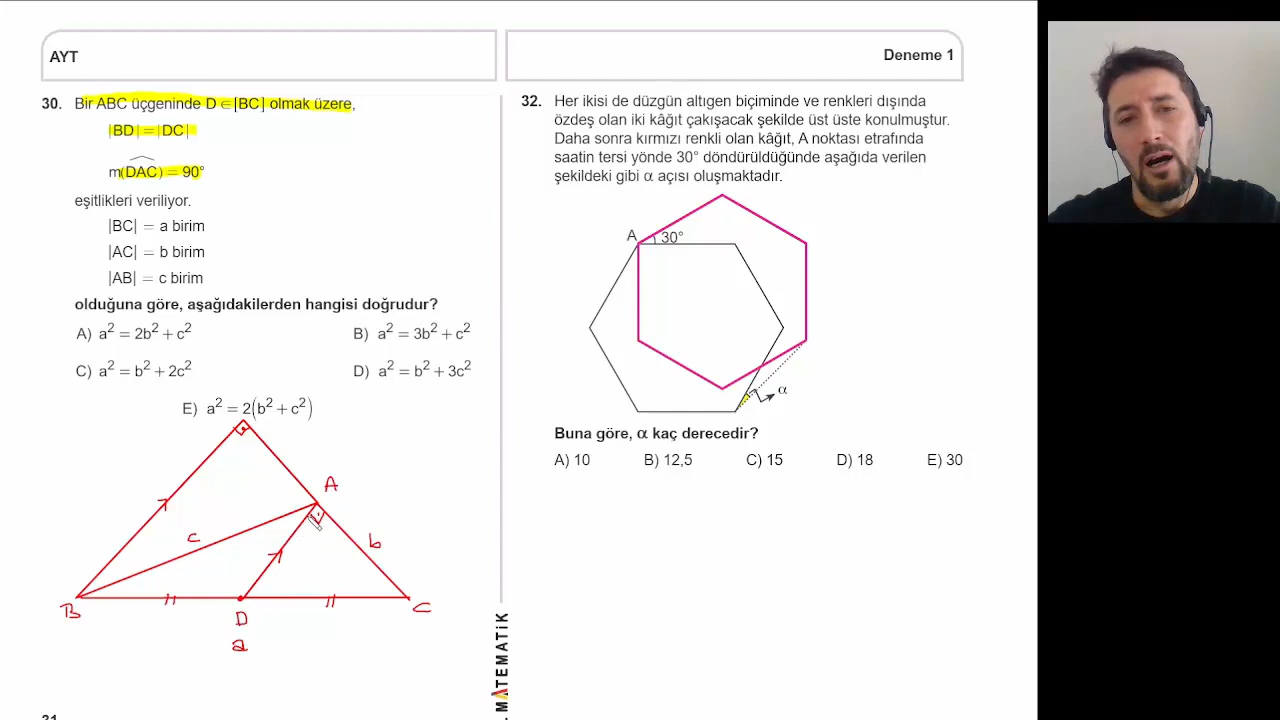 AYT
Deneme 1
30. Bir ABC üçgeninde D ∈ [BC] olmak üzere,
|BD| = |DC|
m(DAC) = 90°
eşitlikleri veriliyor.
|BC| = a birim
|AC| = b birim
|AB| = c birim
olduğuna göre, aşağıdakilerden hangisi doğrudur?
A) a² = 2b² + c²
B) a² = 3b² + c²
C) a² = b² + 2c²
D) a² = b² + 3c²
E) a² = 2(b² + c²)
A
c
b
B
D
C
a
31
32. Her ikisi de düzgün altıgen biçiminde ve renkleri dışında
özdeş olan iki kâğıt çakışacak şekilde üst üste konulmuştur.
Daha sonra kırmızı renkli olan kâğıt, A noktası etrafında
saatin tersi yönde 30° döndürüldüğünde aşağıda verilen
şekildeki gibi α açısı oluşmaktadır.
A
30°
α
Buna göre, α kaç derecedir?
A) 10 B) 12,5 C) 15 D) 18 E) 30
MATEMATİK